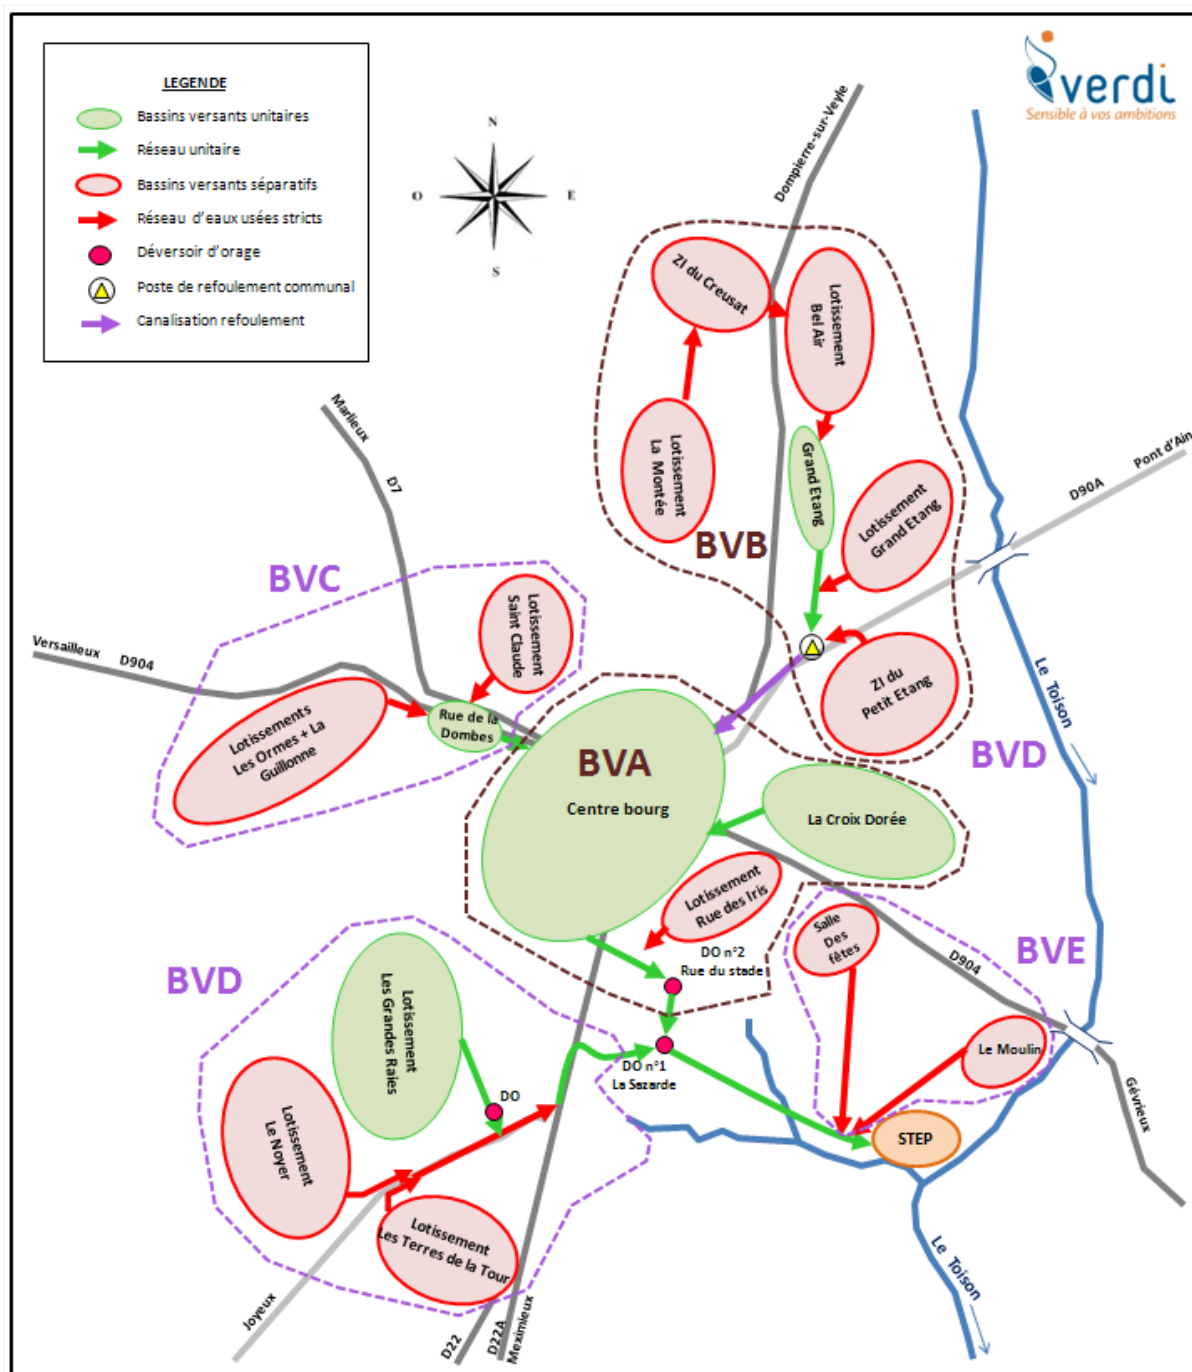 LEGENDE
Bassins versants unitaires
Réseau unitaire
Bassins versants séparatifs
Réseau d'eaux usées stricts
Déversoir d'orage
Poste de refoulement communal
Canalisation refoulement
N
O
E
S
verdi
Sensible à vos ambitions
Dompierre-sur-Veyle
ZI du Creusat
Lotissement
Bel Air
Lotissement
La Montée
Grand Etang
Lotissement
Grand Etang
BVB
Pont d'Ain
D90A
Marlieux
D7
BVC
Lotissement
Saint Claude
Versailleux
D904
Lotissements
Les Ormes + La
Guillonne
Rue de la
Dombes
ZI du
Petit Etang
Le Toison
BVD
BVA
Centre bourg
La Croix Dorée
Lotissement
Rue des Iris
DO n°2
Rue du stade
Salle
Des
fêtes
BVE
D904
Le Moulin
Gévrieux
BVD
Lotissement
Les Grandes Raies
DO
DO n°1
La Sazarde
STEP
Lotissement
Le Noyer
Lotissement
Les Terres de la Tour
Joyeux
D22
D22A
Meximieux
Le Toison